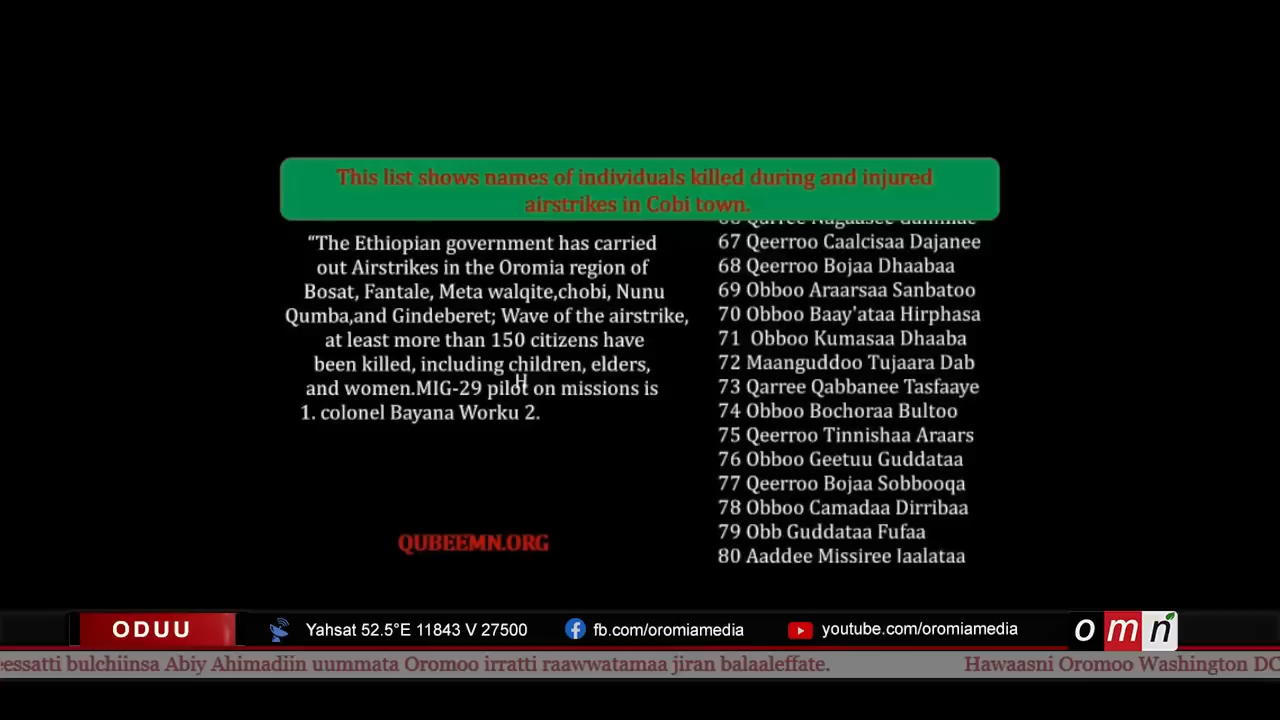 This list shows names of individuals killed during and injured
airstrikes in Cobi town.
“The Ethiopian government has carried
out Airstrikes in the Oromia region of
Bosat, Fantale, Meta walqite,chobi, Nunu
Qumba,and Gindeberet; Wave of the airstrike,
at least more than 150 citizens have
been killed, including children, elders,
and women.MIG-29 pilot on missions is
1. colonel Bayana Worku 2.
H
QUBEEMN.ORG
67 Qeerroo Caalcisaa Dajanee
68 Qeerroo Bojaa Dhaabaa
69 Obboo Araarsaa Sanbatoo
70 Obboo Baay'ataa Hirphasa
71 Obboo Kumasaa Dhaaba
72 Maanguddoo Tujaara Dab
73 Qarree Qabbanee Tasfaaye
74 Obboo Bochoraa Bultoo
75 Qeerroo Tinnishaa Araars
76 Obboo Geetuu Guddataa
77 Qeerroo Bojaa Sobbooqa
78 Obboo Camadaa Dirribaa
79 Obb Guddataa Fufaa
80 Aaddee Missiree Jaalataa
ODUU
Yahsat 52.5°E 11843 V 27500
fb.com/oromiamedia
youtube.com/oromiamedia
omn
bulchiinsa Abiy Ahimadiin uummata Oromoo irratti raawwatamaa jiran balaaleffate. Hawaasni Oromoo Washington DC